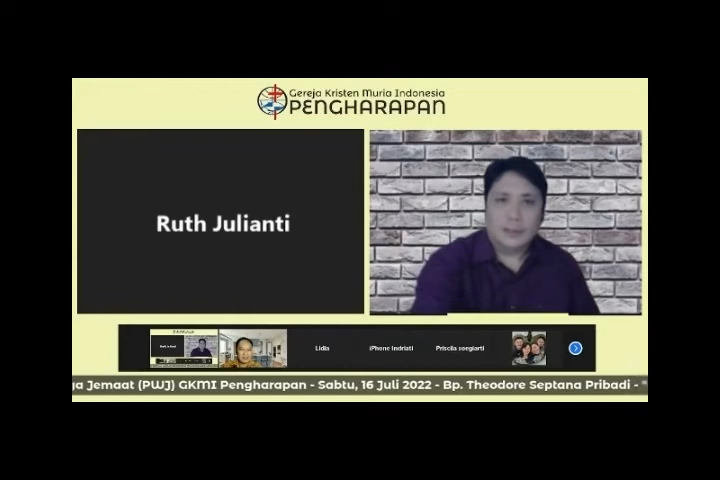 Gereja Kristen Muria Indonesia
PENGHARAPAN
Ruth Julianti
Lidia
iPhone Indriati
Priscila soegiarti
ga Jemaat (PWJ) GKMI Pengharapan - Sabtu, 16 Juli 2022 - Bp. Theodore Septana Pribadi - "